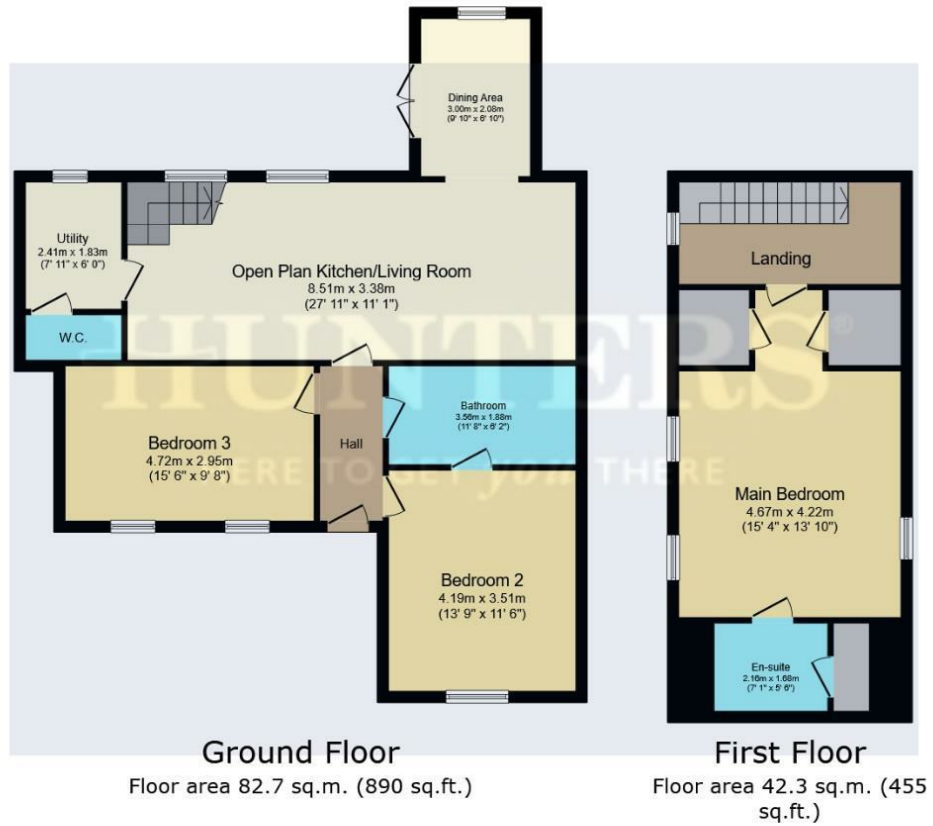 Dining Area
3.00m x 2.08m
(9' 10" x 6' 10")
Utility
2.41m x 1.83m
(7' 11" x 6' 0")
Open Plan Kitchen/Living Room
8.51m x 3.38m
(27' 11" x 11' 1")
W.C.
HUNTERS®
HERE TO GET you THERE
Bedroom 3
4.72m x 2.95m
(15' 6" x 9' 8")
Hall
Bathroom
3.56m x 1.88m
(11' 8" x 6' 2")
Bedroom 2
4.19m x 3.51m
(13' 9" x 11' 6")
Landing
Main Bedroom
4.67m x 4.22m
(15' 4" x 13' 10")
En-suite
2.16m x 1.68m
(7' 1" x 5' 6")
Ground Floor
Floor area 82.7 sq.m. (890 sq.ft.)
First Floor
Floor area 42.3 sq.m. (455
sq.ft.)